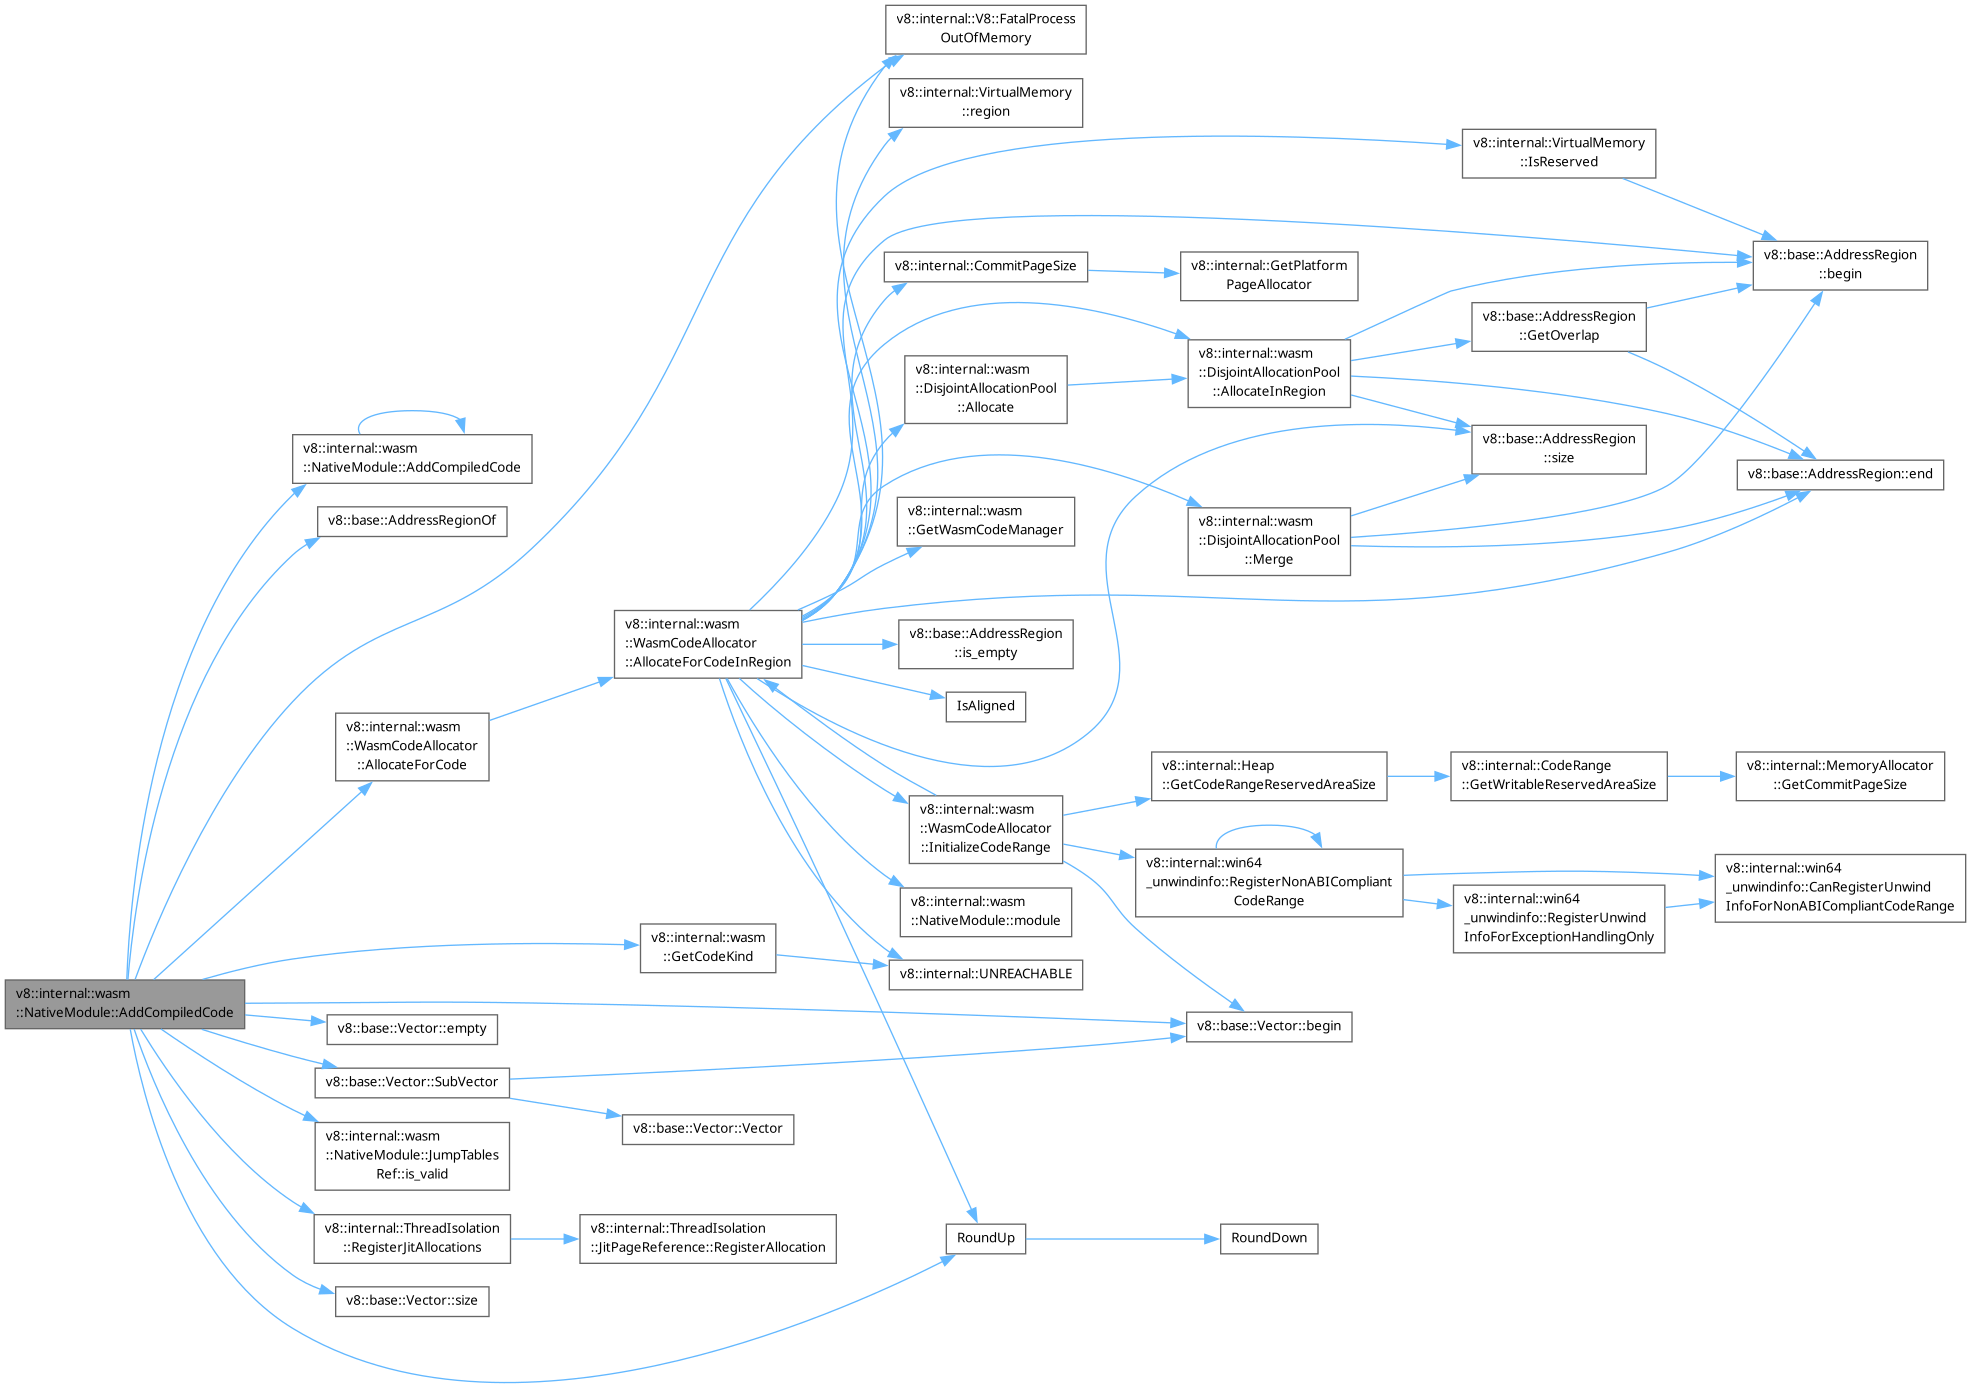 v8::internal::V8::FatalProcess
OutOfMemory
v8::internal::VirtualMemory
::region
v8::internal::VirtualMemory
::IsReserved
v8::base::AddressRegion
::begin
v8::internal::CommitPageSize
v8::internal::GetPlatform
PageAllocator
v8::base::AddressRegion
::GetOverlap
v8::internal::wasm
::DisjointAllocationPool
::AllocateInRegion
v8::internal::wasm
::DisjointAllocationPool
::Allocate
v8::internal::wasm
::NativeModule::AddCompiledCode
v8::base::AddressRegion
::size
v8::base::AddressRegion::end
v8::base::AddressRegionOf
v8::internal::wasm
::GetWasmCodeManager
v8::internal::wasm
::DisjointAllocationPool
::Merge
v8::internal::wasm
::WasmCodeAllocator
::AllocateForCodeInRegion
v8::base::AddressRegion
::is_empty
IsAligned
v8::internal::wasm
::WasmCodeAllocator
::AllocateForCode
v8::internal::Heap
::GetCodeRangeReservedAreaSize
v8::internal::CodeRange
::GetWritableReservedAreaSize
v8::internal::MemoryAllocator
::GetCommitPageSize
v8::internal::wasm
::WasmCodeAllocator
::InitializeCodeRange
v8::internal::win64
_unwindinfo::RegisterNonABICompliant
CodeRange
v8::internal::win64
_unwindinfo::CanRegisterUnwind
InfoForNonABICompliantCodeRange
v8::internal::win64
_unwindinfo::RegisterUnwind
InfoForExceptionHandlingOnly
v8::internal::wasm
::NativeModule::module
v8::internal::wasm
::GetCodeKind
v8::internal::UNREACHABLE
v8::internal::wasm
::NativeModule::AddCompiledCode
v8::base::Vector::empty
v8::base::Vector::begin
v8::base::Vector::SubVector
v8::base::Vector::Vector
v8::internal::wasm
::NativeModule::JumpTables
Ref::is_valid
v8::internal::ThreadIsolation
::RegisterJitAllocations
v8::internal::ThreadIsolation
::JitPageReference::RegisterAllocation
RoundUp
RoundDown
v8::base::Vector::size